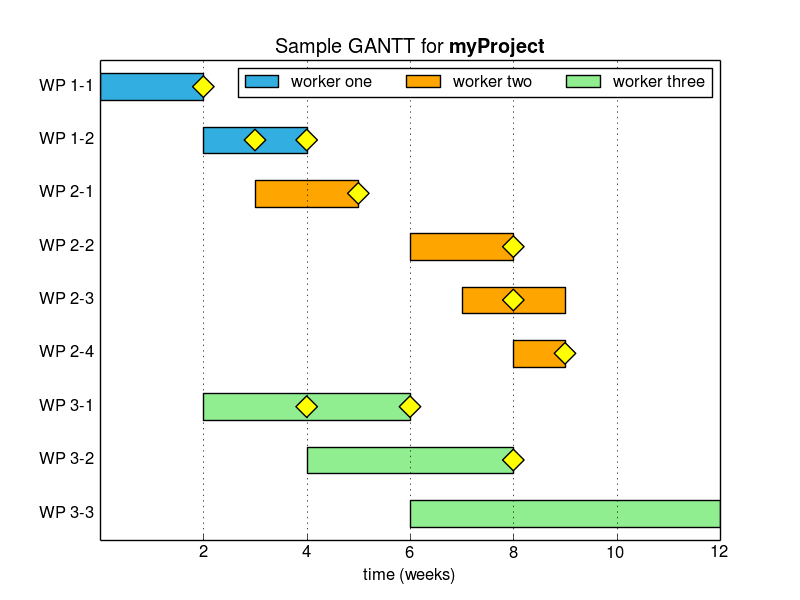 Sample GANTT for myProject
worker one worker two worker three
WP 1-1
WP 1-2
WP 2-1
WP 2-2
WP 2-3
WP 2-4
WP 3-1
WP 3-2
WP 3-3
2 4 6 8 10 12
time (weeks)